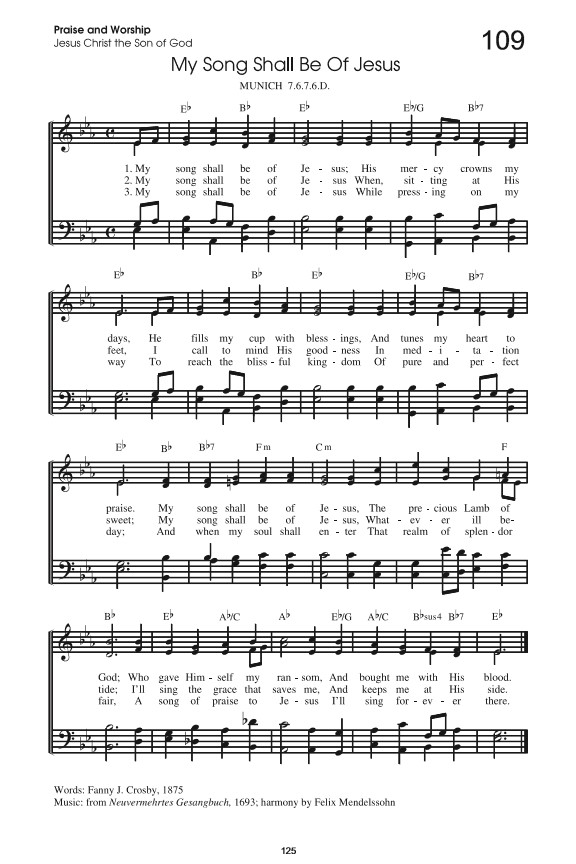 Praise and Worship
Jesus Christ the Son of God
109
My Song Shall Be Of Jesus
MUNICH 7.6.7.6.D.
E♭ B♭ E♭ E♭/G B♭7
1. My song shall be of Je - sus; His mer - cy crowns my
2. My song shall be of Je - sus When, sit - ting at His
3. My song shall be of Je - sus While press - ing on my
E♭ B♭ E♭ E♭/G B♭7
days, He fills my cup with bless - ings, And tunes my heart to
feet, I call to mind His good - ness In med - i - ta - tion
way To reach the bliss - ful king - dom Of pure and per - fect
E♭ B♭ B♭7 Fm Cm F
praise. My song shall be of Je - sus, The pre - cious Lamb of
sweet; My song shall be of Je - sus, What - ev - er ill be-
day; And when my soul shall en - ter That realm of splen - dor
B♭ E♭ A♭/C A♭ E♭/G A♭/C B♭sus4 B♭7 E♭
God; Who gave Him - self my ran - som, And bought me with His blood.
tide; I'll sing the grace that saves me, And keeps me at His side.
fair, A song of praise to Je - sus I'll sing for - ev - er there.
Words: Fanny J. Crosby, 1875
Music: from Neuvermehrtes Gesangbuch, 1693; harmony by Felix Mendelssohn
125